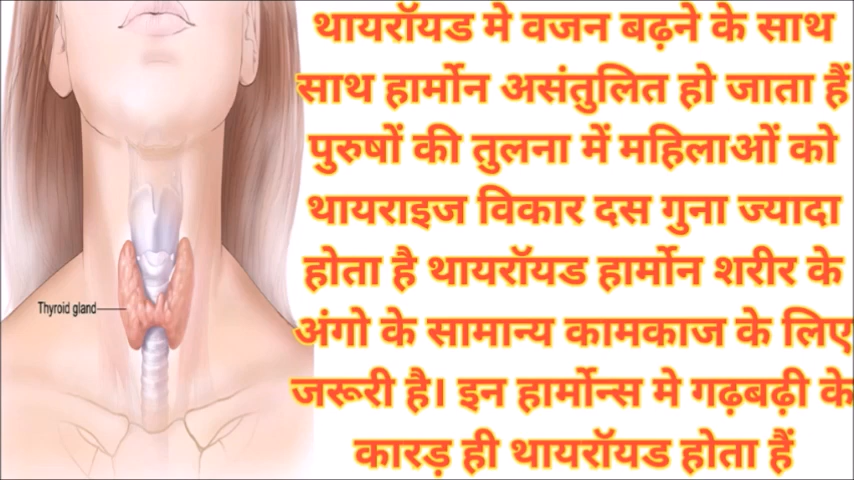 थायरॉयड मे वजन बढ़ने के साथ
साथ हार्मोन असंतुलित हो जाता हैं
पुरुषों की तुलना में महिलाओं को
थायराइज विकार दस गुना ज्यादा
होता है थायरॉयड हार्मोन शरीर के
अंगो के सामान्य कामकाज के लिए
जरूरी है। इन हार्मोन्स मे गढ़बढ़ी के
कारड़ ही थायरॉयड होता हैं
Thyroid gland